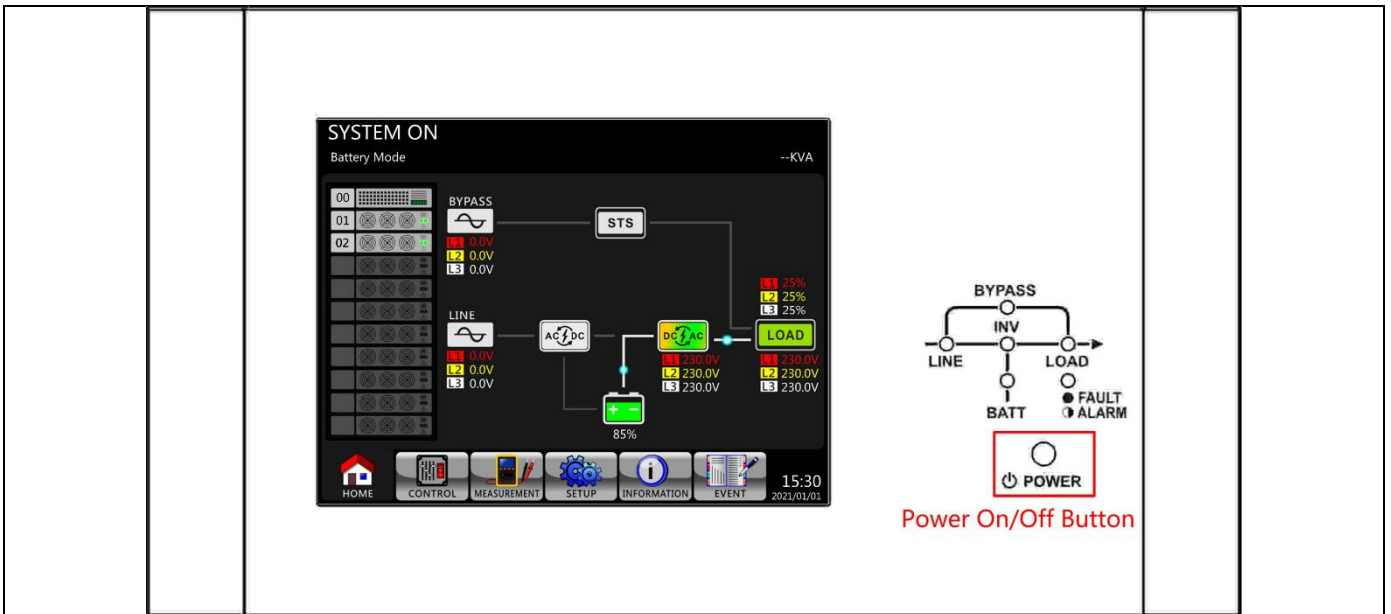 SYSTEM ON
Battery Mode
--KVA
00
01
02
BYPASS
L1 0.0V
L2 0.0V
L3 0.0V
STS
L1 25%
L2 25%
L3 25%
LINE
AC DC
DC AC
LOAD
L1 0.0V
L2 0.0V
L3 0.0V
L1 230.0V
L2 230.0V
L3 230.0V
L1 230.0V
L2 230.0V
L3 230.0V
+ -
85%
HOME
CONTROL
MEASUREMENT
SETUP
INFORMATION
EVENT
15:30
2021/01/01
BYPASS
INV
LINE
LOAD
BATT
FAULT
ALARM
POWER
Power On/Off Button